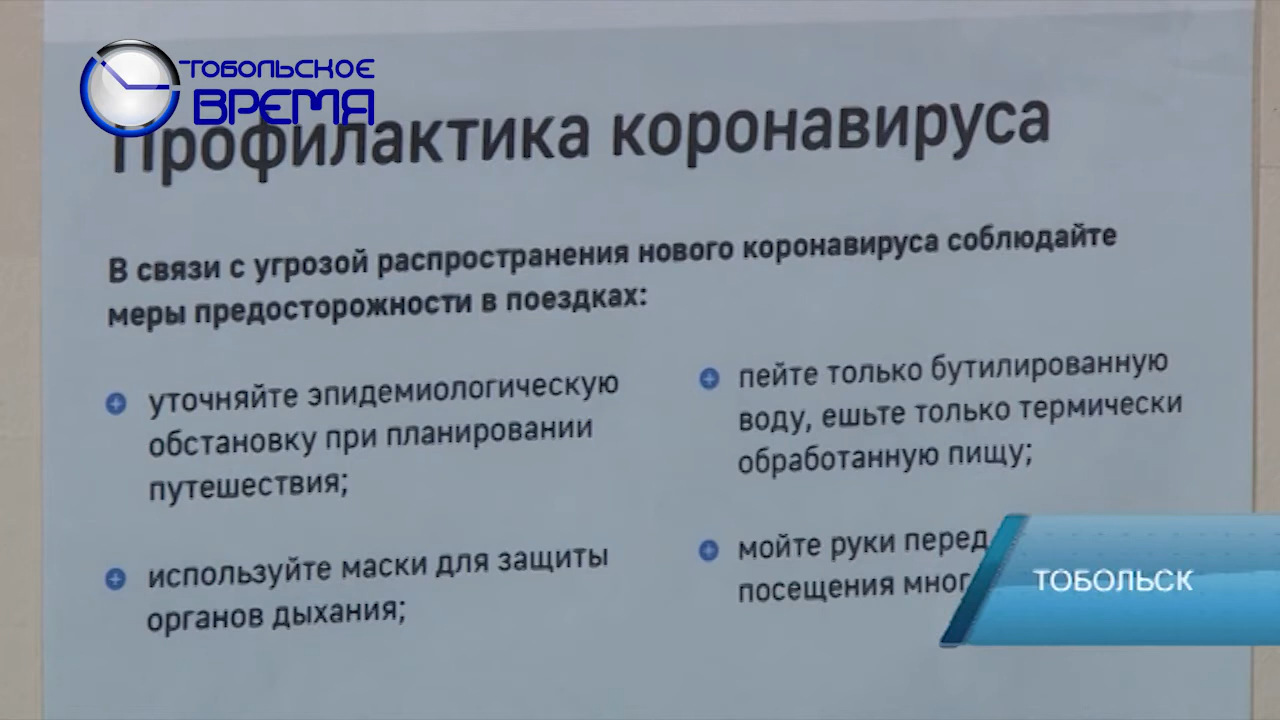 ТОБОЛЬСКОЕ
ВРЕМЯ
Профилактика коронавируса
В связи с угрозой распространения нового коронавируса соблюдайте
меры предосторожности в поездках:
уточняйте эпидемиологическую
обстановку при планировании
путешествия;
используйте маски для защиты
органов дыхания;
пейте только бутилированную
воду, ешьте только термически
обработанную пищу;
мойте руки перед
посещения мног
ТОБОЛЬСК